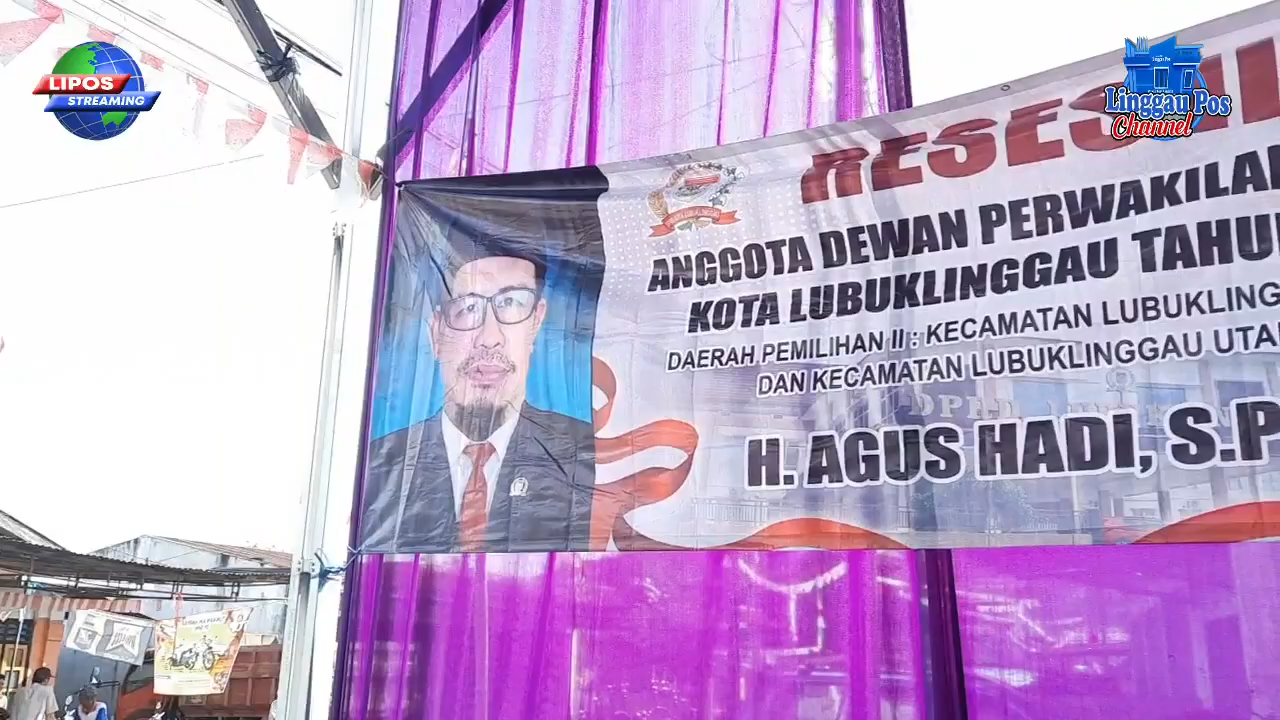 LIPOS
STREAMING
Linggau Pos
Channel
RESES
ANGGOTA DEWAN PERWAKILAN
KOTA LUBUKLINGGAU TAHUN
DAERAH PEMILIHAN II : KECAMATAN LUBUKLING
DAN KECAMATAN LUBUKLINGGAU UTA
H. AGUS HADI, S.P